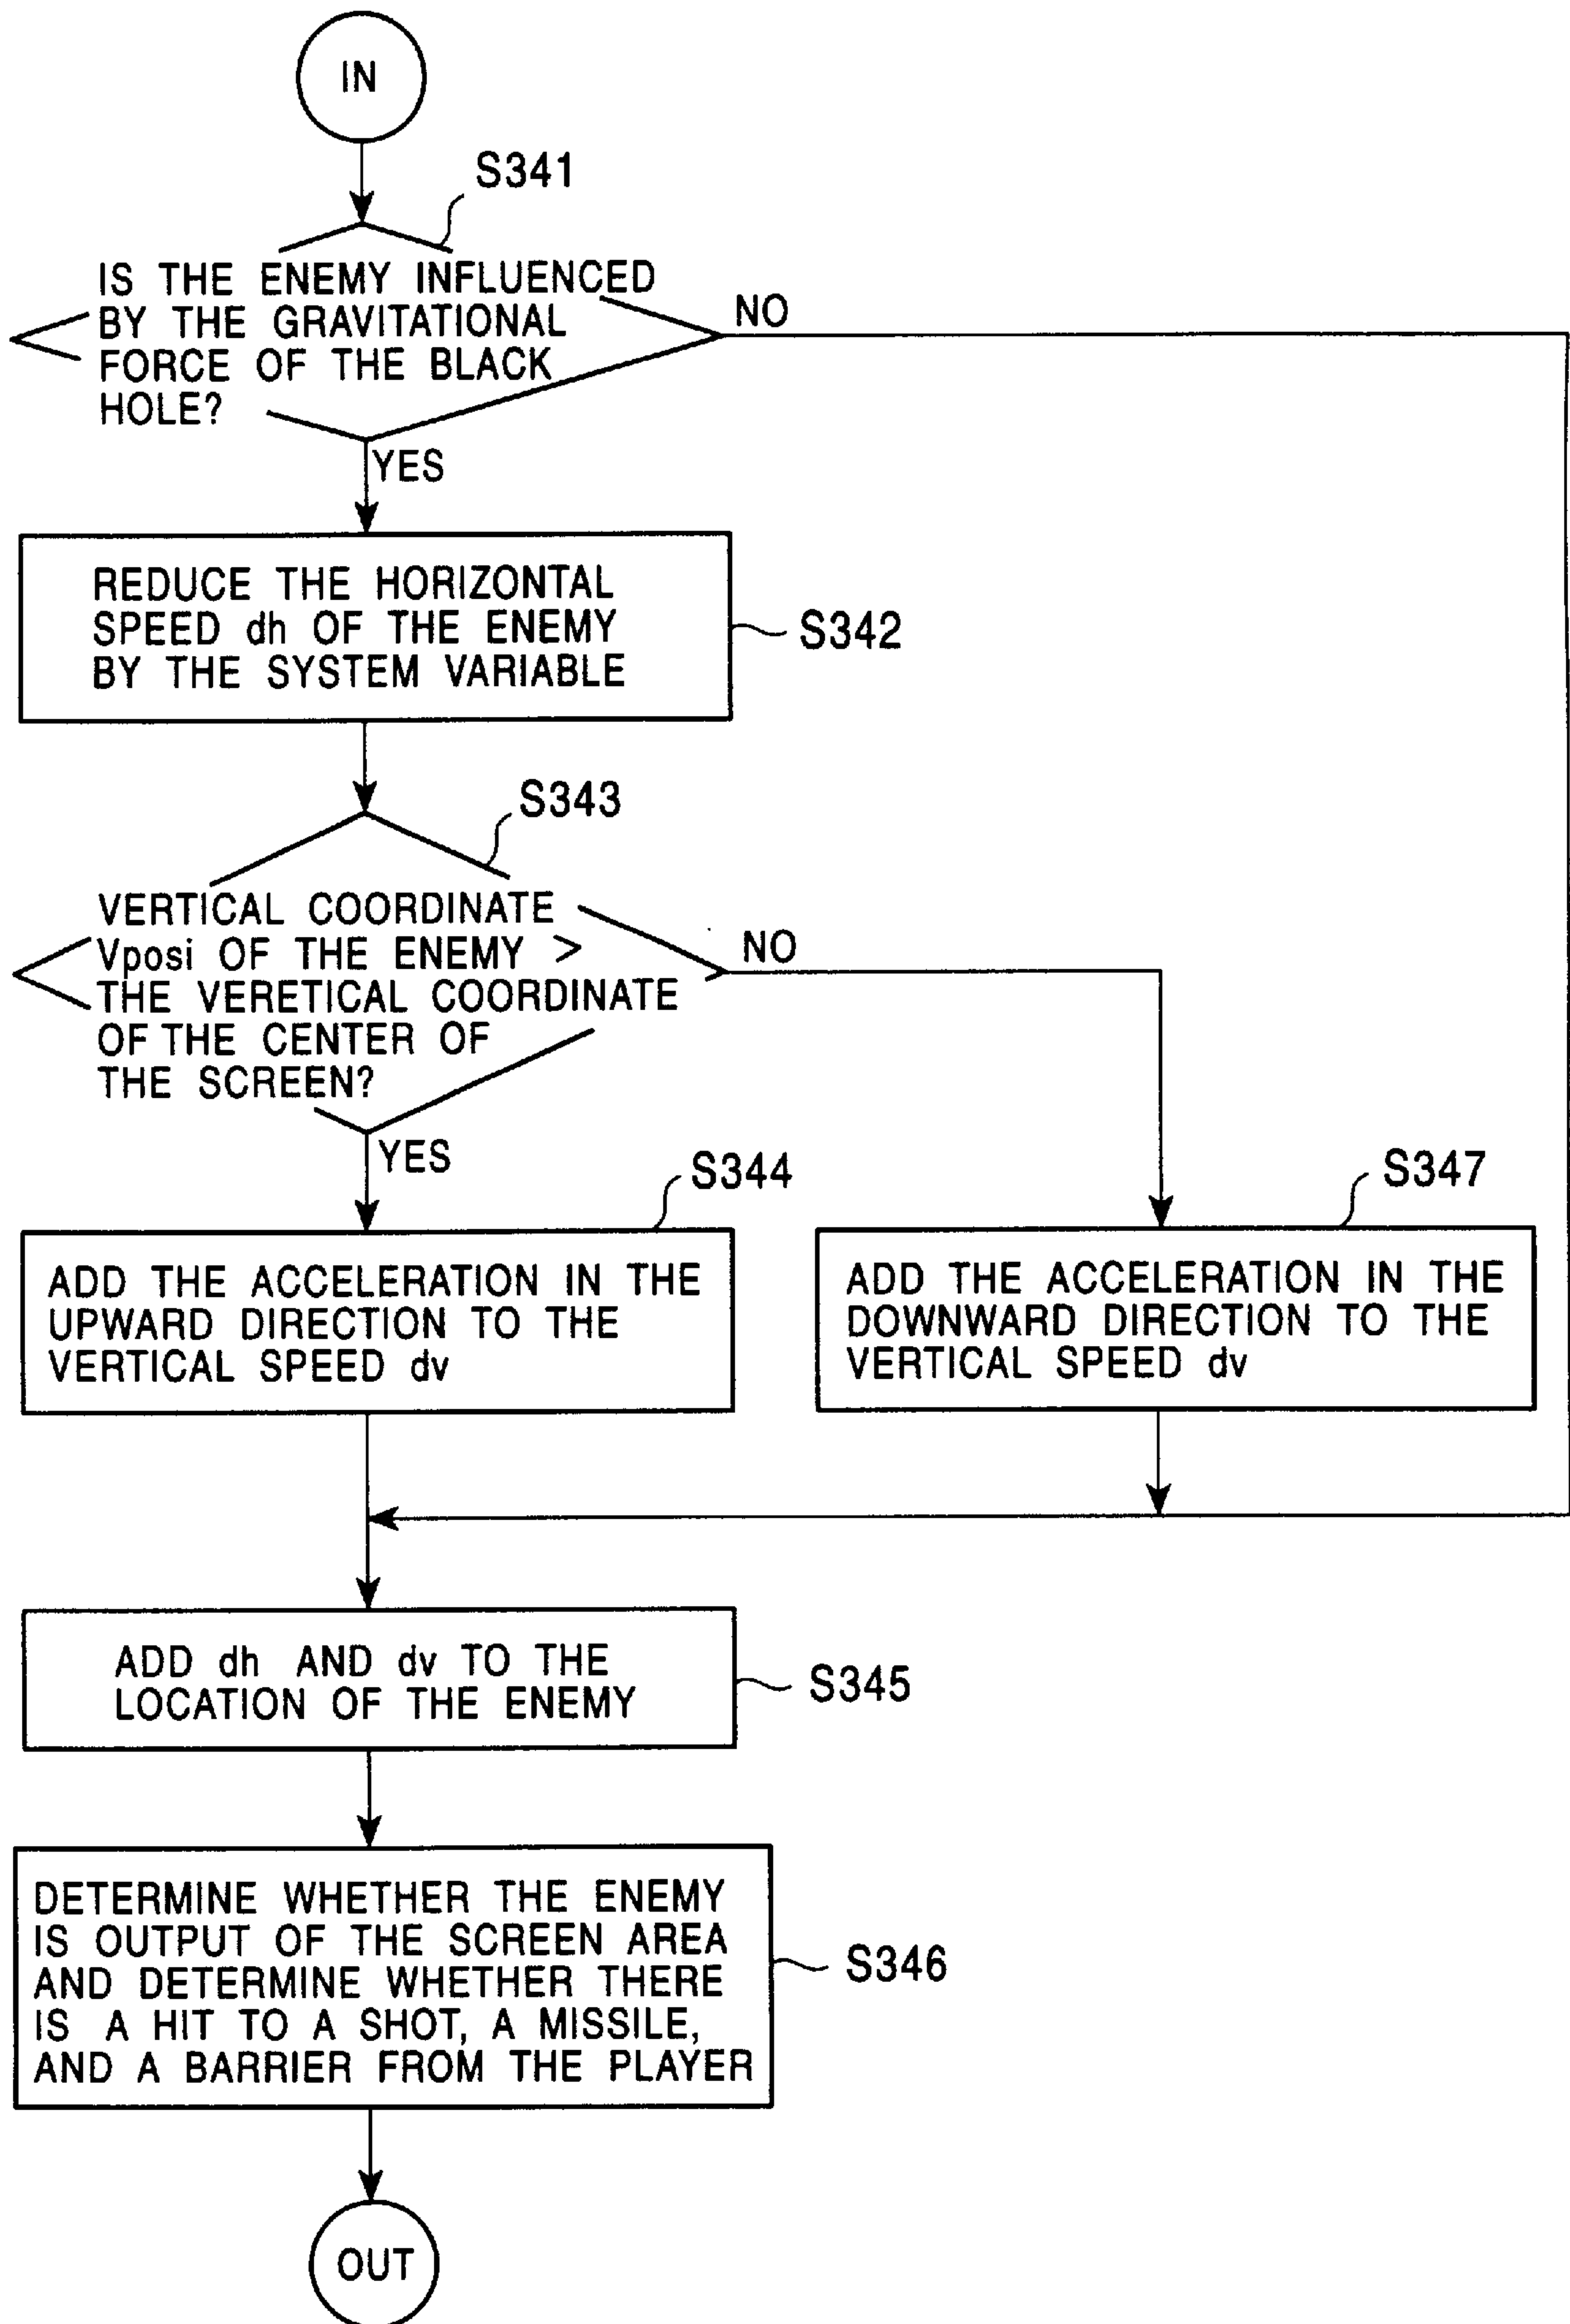 IN
S341
IS THE ENEMY INFLUENCED
BY THE GRAVITATIONAL
FORCE OF THE BLACK
HOLE?
NO
YES
REDUCE THE HORIZONTAL
SPEED dh OF THE ENEMY
BY THE SYSTEM VARIABLE
S342
S343
VERTICAL COORDINATE
Vposi OF THE ENEMY >
THE VERETICAL COORDINATE
OF THE CENTER OF
THE SCREEN?
NO
YES
S344
ADD THE ACCELERATION IN THE
UPWARD DIRECTION TO THE
VERTICAL SPEED dv
S347
ADD THE ACCELERATION IN THE
DOWNWARD DIRECTION TO THE
VERTICAL SPEED dv
ADD dh AND dv TO THE
LOCATION OF THE ENEMY
S345
DETERMINE WHETHER THE ENEMY
IS OUTPUT OF THE SCREEN AREA
AND DETERMINE WHETHER THERE
IS A HIT TO A SHOT, A MISSILE,
AND A BARRIER FROM THE PLAYER
S346
OUT